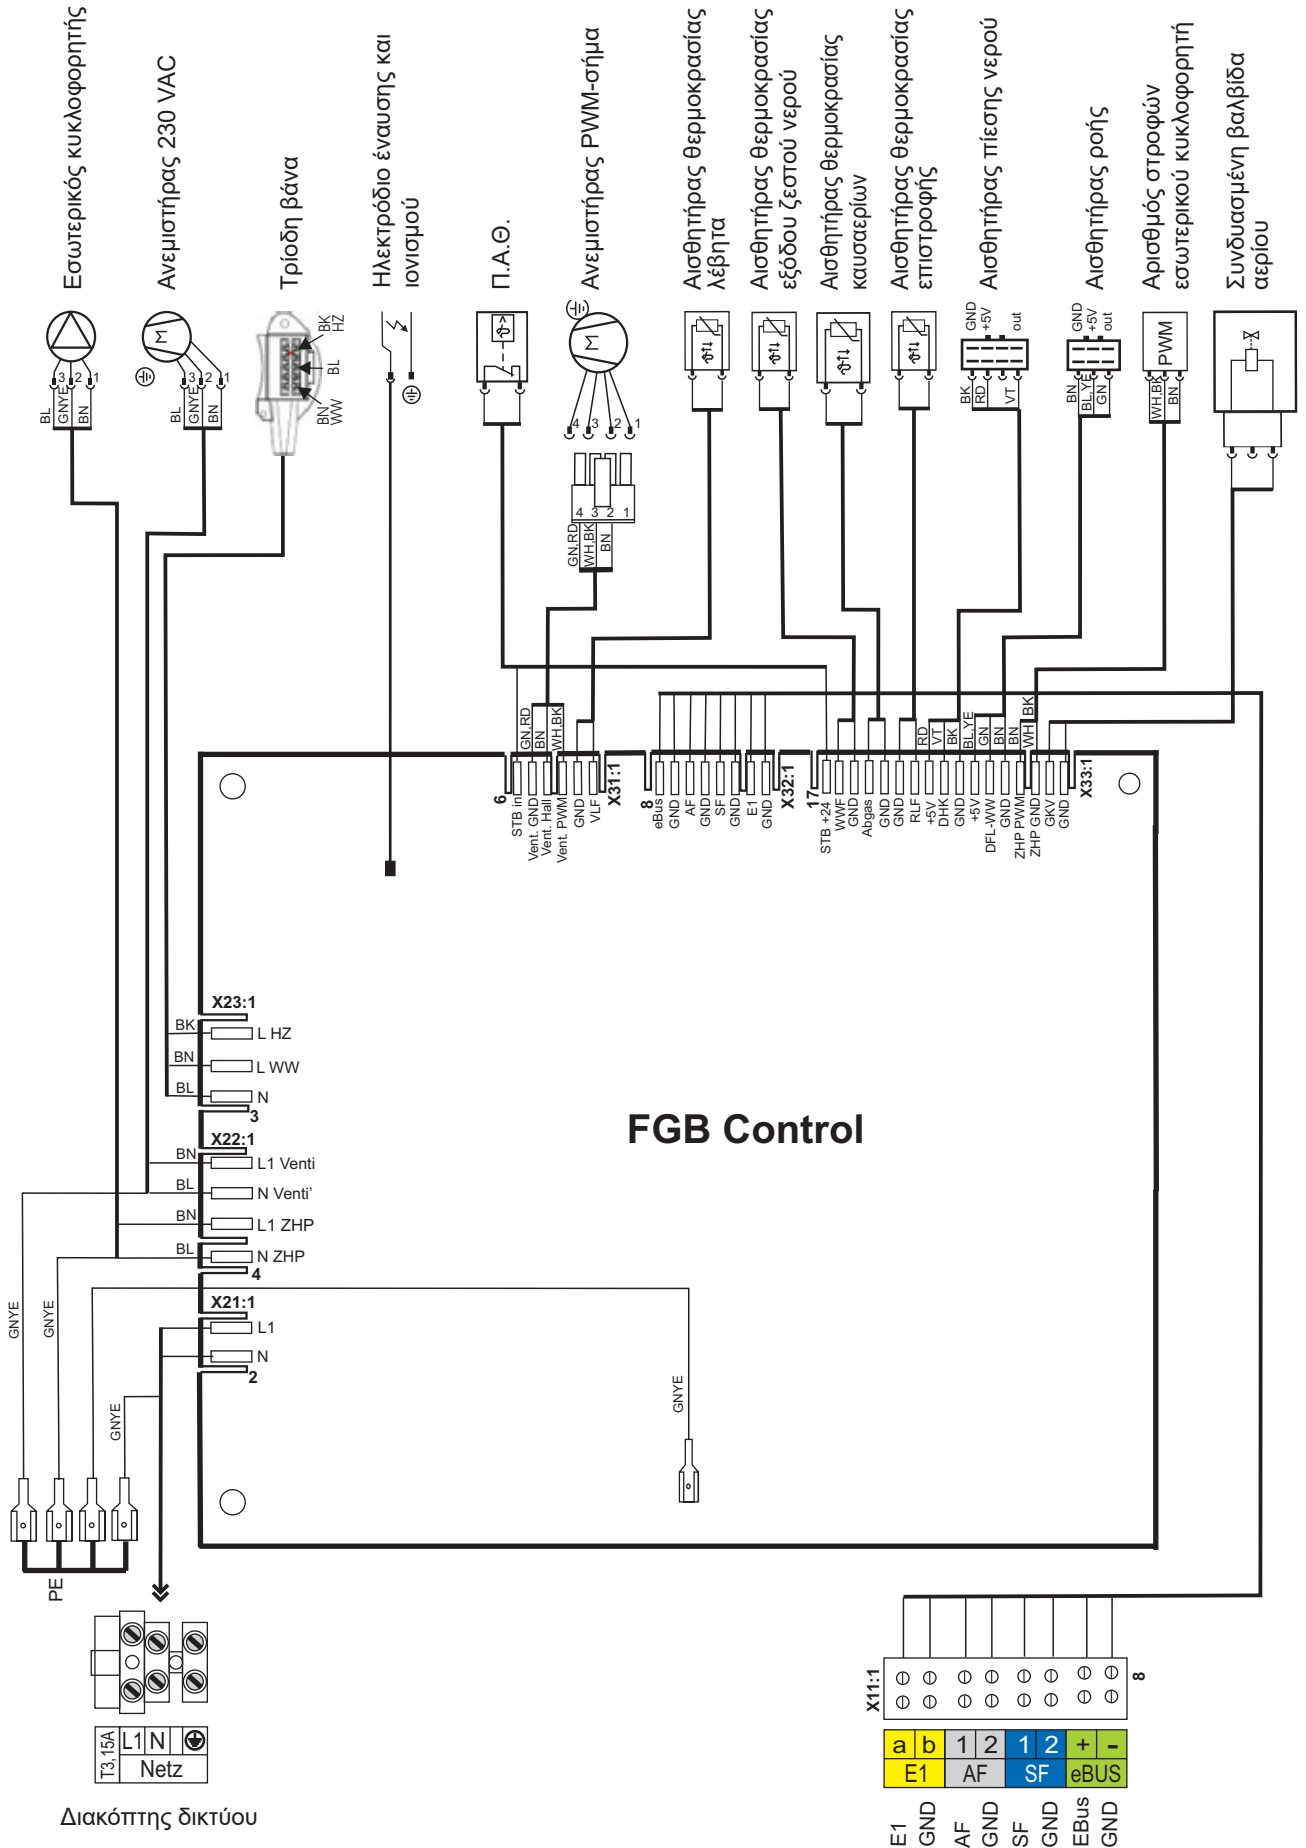 Εσωτερικός κυκλοφορητής
Ανεμιστήρας 230 VAC
Τρίοδη βάνα
Ηλεκτρόδιο έναυσης και
ιονισμού
Π.Α.Θ.
Ανεμιστήρας PWM-σήμα
Αισθητήρας θερμοκρασίας
λέβητα
Αισθητήρας θερμοκρασίας
εξόδου ζεστού νερού
Αισθητήρας θερμοκρασίας
καυσαερίων
Αισθητήρας θερμοκρασίας
επιστροφής
Αισθητήρας πίεσης νερού
Αισθητήρας ροής
Αρισθμός στροφών
εσωτερικού κυκλοφορητή
Συνδυασμένη βαλβίδα
αερίου
3 2 1
BL
GNYE
BN
M
3 2 1
BL
GNYE
BN
BK
HZ
BL
BN
WW
M
4 3 2 1
4 3 2 1
GN,RD
WH,BK
BN
GND
+5V
out
BK
RD
VT
GND
+5V
out
BN
BL,YE
GN
PWM
WH,BK
BN
GN,RD
BN
WH,BK
RD
VT
BK
BL,YE
GN
BN
BN
WH
BK
6
STB in
Vent. GND
Vent. Hall
Vent. PWM
GND
VLF
X31:1
8
eBus
GND
AF
GND
SF
GND
E1
GND
X32:1
17
STB +24
WWF
GND
Abgas
GND
GND
RLF
+5V
DHK
GND
+5V
DFL-WW
GND
ZHP PWM
ZHP GND
GKV
GND
X33:1
X23:1
BK L HZ
BN L WW
BL N
3
FGB Control
X22:1
BN L1 Venti
BL N Venti'
BN L1 ZHP
BL N ZHP
4
X21:1
L1
N
2
GNYE
GNYE
GNYE
GNYE
PE
T3,15A
L1 N
Netz
Διακόπτης δικτύου
X11:1
8
a b 1 2 1 2 + -
E1 AF SF eBUS
E1
GND
AF
GND
SF
GND
EBus
GND